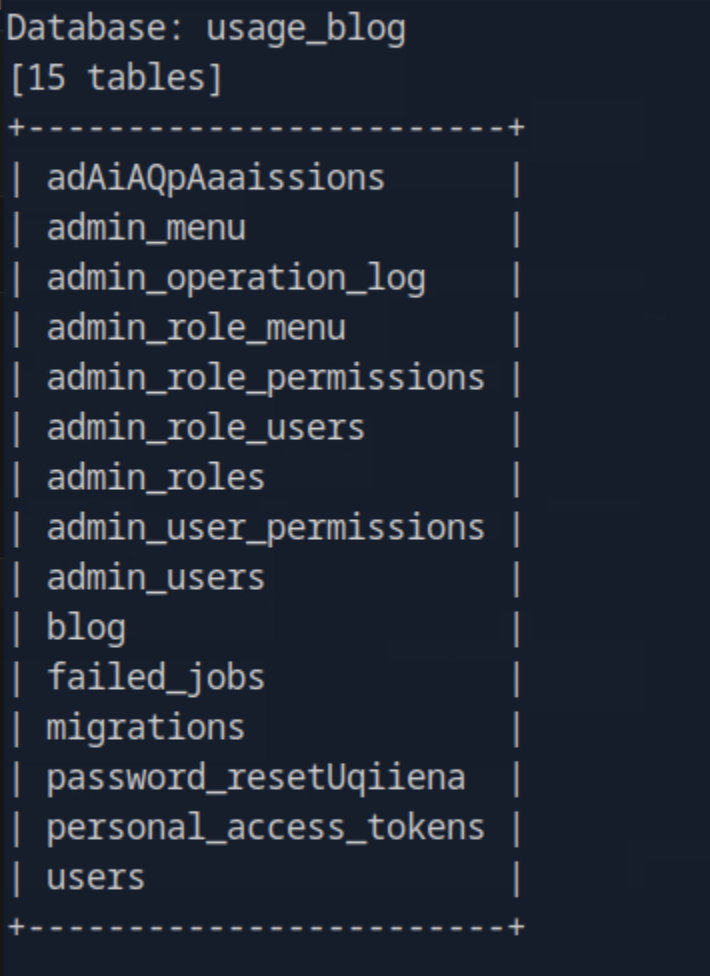 Database: usage_blog
[15 tables]
+------------------------+
| adAiAQpAaaissions      |
| admin_menu             |
| admin_operation_log    |
| admin_role_menu        |
| admin_role_permissions |
| admin_role_users       |
| admin_roles            |
| admin_user_permissions |
| admin_users            |
| blog                   |
| failed_jobs            |
| migrations             |
| password_resetUqiiena  |
| personal_access_tokens |
| users                  |
+------------------------+